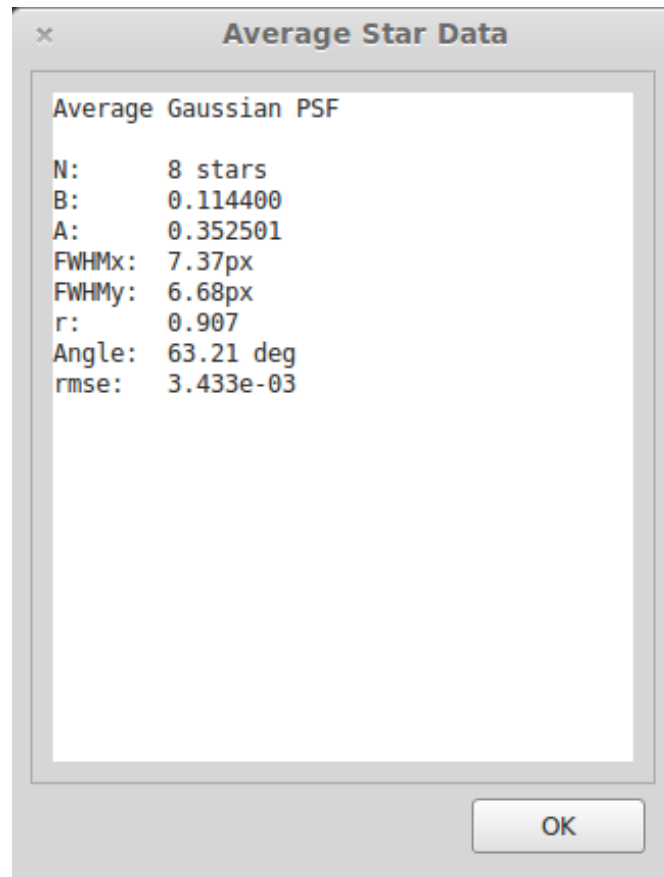 Average Star Data
Average Gaussian PSF
N: 8 stars
B: 0.114400
A: 0.352501
FWHMx: 7.37px
FWHMy: 6.68px
r: 0.907
Angle: 63.21 deg
rmse: 3.433e-03
OK